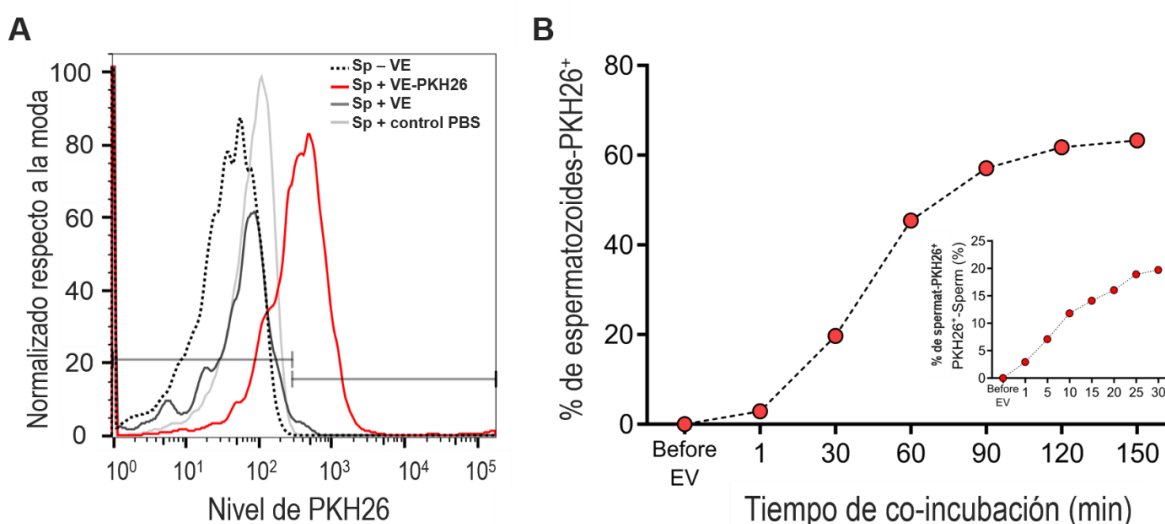 A
Normalizado respecto a la moda
100
80
60
40
20
0
Sp – VE
Sp + VE-PKH26
Sp + VE
Sp + control PBS
10⁰ 10¹ 10² 10³ 10⁴ 10⁵
Nivel de PKH26
B
% de espermatozoides-PKH26⁺
80
60
40
20
0
Before
EV
1 30 60 90 120 150
Tiempo de co-incubación (min)
% de spermat-PKH26⁺
PKH26⁺-Sperm (%)
25
20
15
10
5
0
Before
EV
1 5 10 15 20 25 30